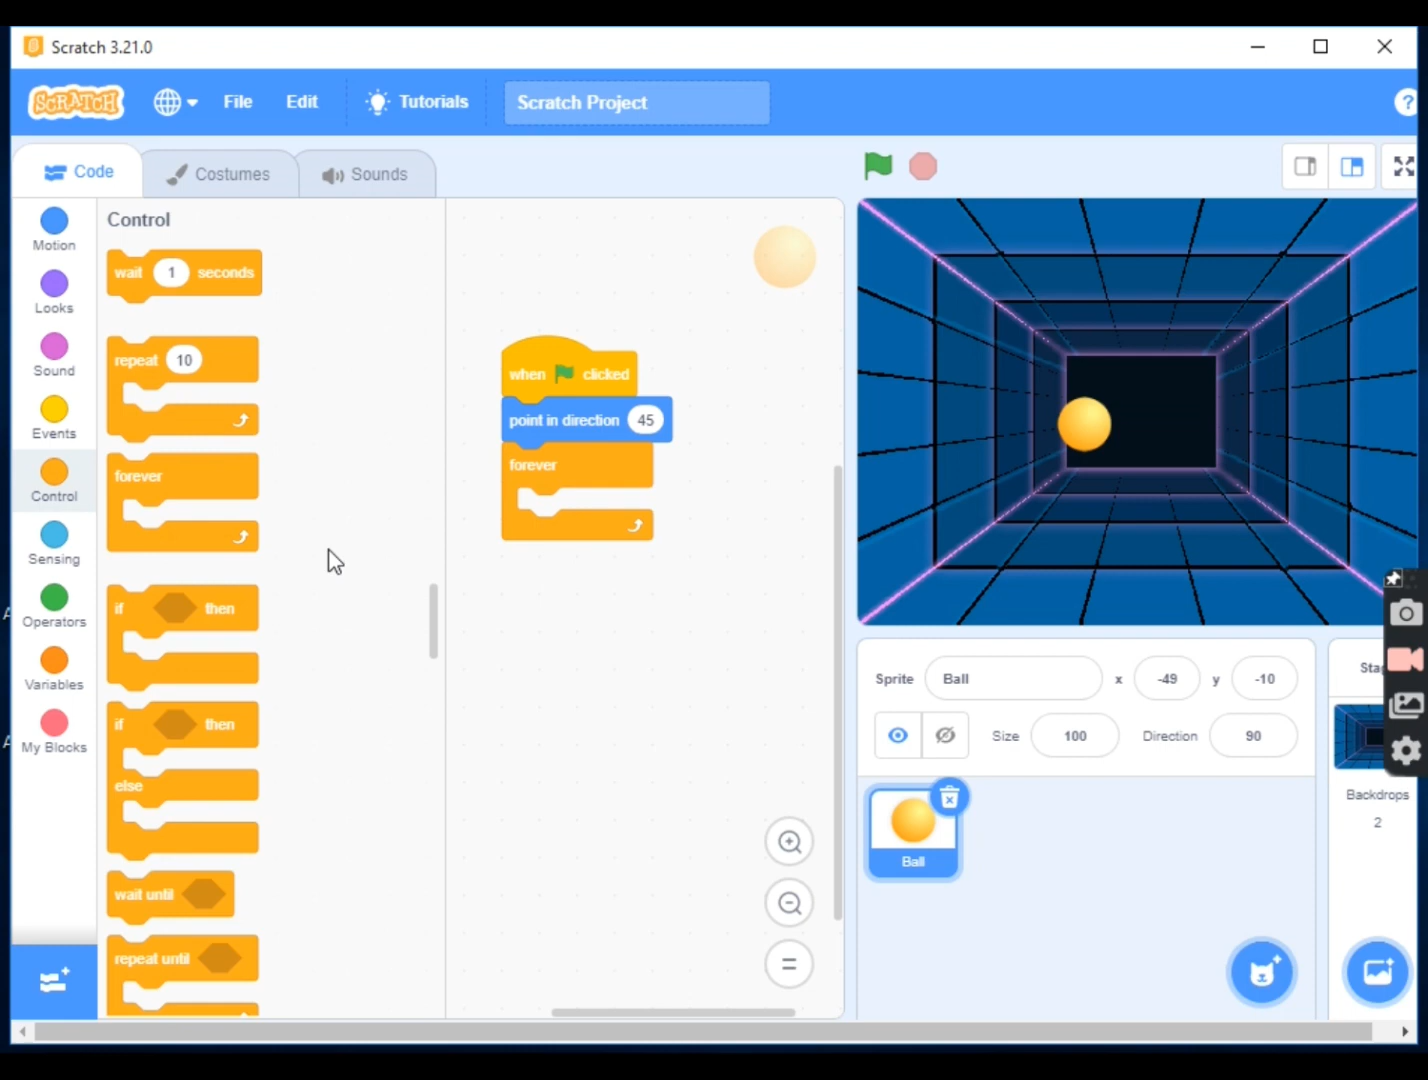 Scratch 3.21.0
SCRATCH
File
Edit
Tutorials
Scratch Project
?
Code
Costumes
Sounds
Motion
Looks
Sound
Events
Control
Sensing
Operators
Variables
My Blocks
Control
wait 1 seconds
repeat 10
forever
if then
if then
else
wait until
repeat until
when clicked
point in direction 45
forever
Sprite Ball x -49 y -10
Size 100 Direction 90
Ball
Backdrops
2